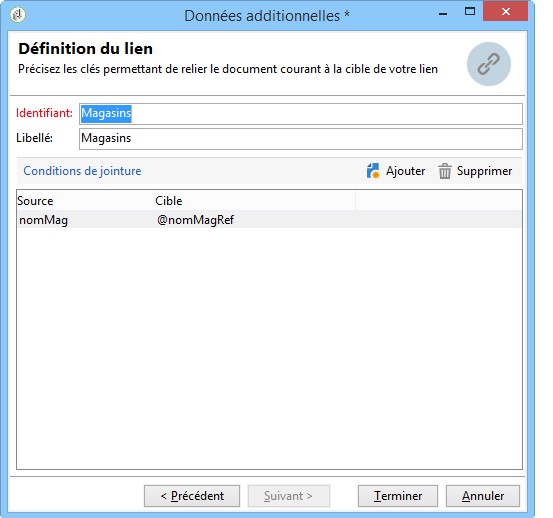 Données additionnelles *
Définition du lien
Précisez les clés permettant de relier le document courant à la cible de votre lien
Identifiant: Magasins
Libellé: Magasins
Conditions de jointure Ajouter Supprimer
Source Cible
nomMag @nomMagRef
< Précédent Suivant > Terminer Annuler